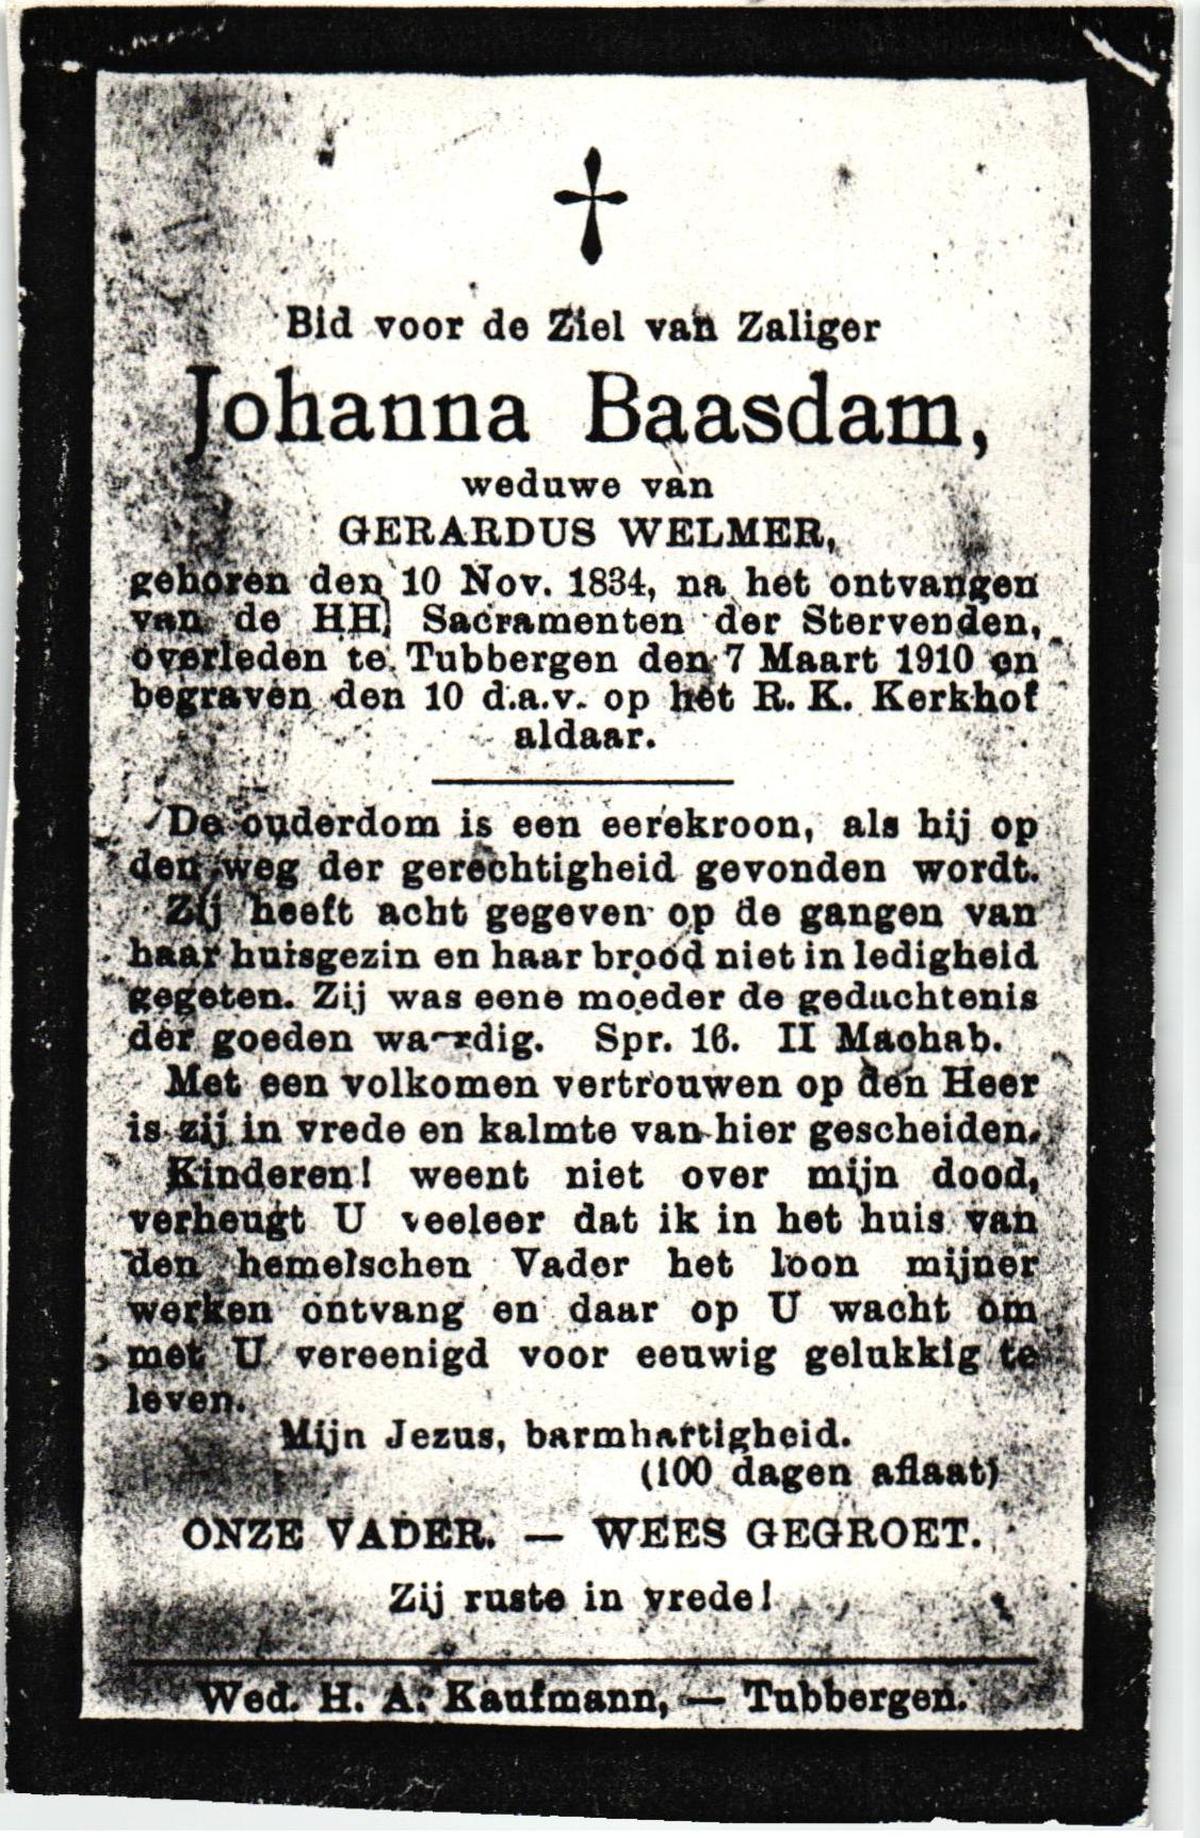 Bid voor de Ziel van Zaliger
Johanna Baasdam,
weduwe van
GERARDUS WELMER,
geboren den 10 Nov. 1834, na het ontvangen
van de HH. Sacramenten der Stervenden,
overleden te Tubbergen den 7 Maart 1910 en
begraven den 10 d.a.v. op het R. K. Kerkhof
aldaar.
De ouderdom is een eerekroon, als hij op
den weg der gerechtigheid gevonden wordt.
Zij heeft acht gegeven op de gangen van
haar huisgezin en haar brood niet in ledigheid
gegeten. Zij was eene moeder de gedachtenis
der goeden waardig. Spr. 16. II Machab.
Met een volkomen vertrouwen op den Heer
is zij in vrede en kalmte van hier gescheiden.
Kinderen! weent niet over mijn dood,
verheugt U veeleer dat ik in het huis van
den hemelschen Vader het loon mijner
werken ontvang en daar op U wacht om
met U vereenigd voor eeuwig gelukkig te
leven.
Mijn Jezus, barmhartigheid.
(100 dagen aflaat)
ONZE VADER. — WEES GEGROET.
Zij ruste in vrede!
Wed. H. A. Kaufmann, — Tubbergen.